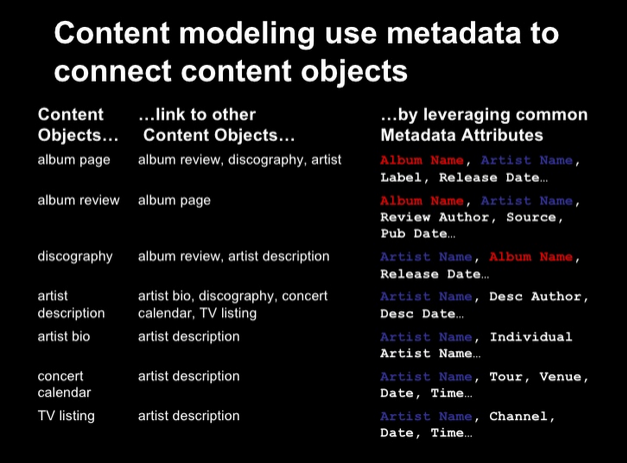 Content modeling use metadata to
connect content objects
Content
Objects…
…link to other
Content Objects…
…by leveraging common
Metadata Attributes
album page
album review, discography, artist
Album Name, Artist Name,
Label, Release Date…
album review
album page
Album Name, Artist Name,
Review Author, Source,
Pub Date…
discography
album review, artist description
Artist Name, Album Name,
Release Date…
artist
description
artist bio, discography, concert
calendar, TV listing
Artist Name, Desc Author,
Desc Date…
artist bio
artist description
Artist Name, Individual
Artist Name…
concert
calendar
artist description
Artist Name, Tour, Venue,
Date, Time…
TV listing
artist description
Artist Name, Channel,
Date, Time…